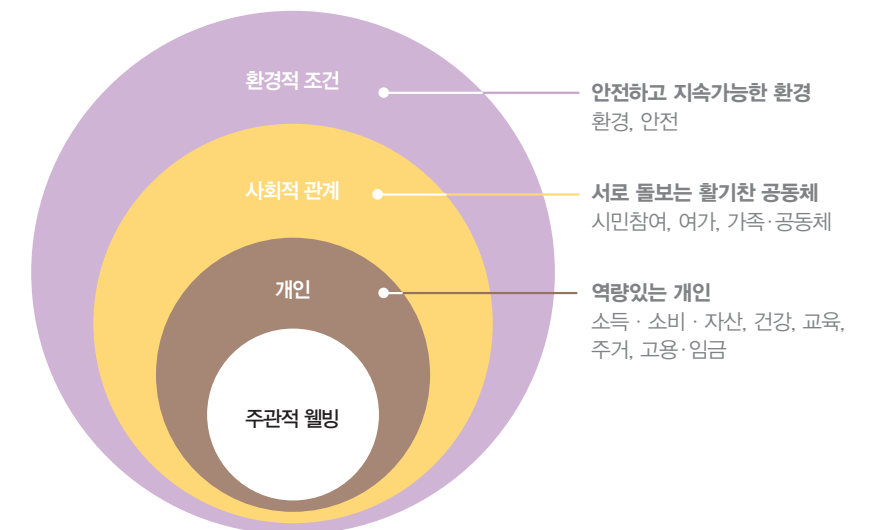 환경적 조건
안전하고 지속가능한 환경
환경, 안전
사회적 관계
서로 돌보는 활기찬 공동체
시민참여, 여가, 가족·공동체
개인
역량있는 개인
소득 · 소비 · 자산, 건강, 교육,
주거, 고용·임금
주관적 웰빙